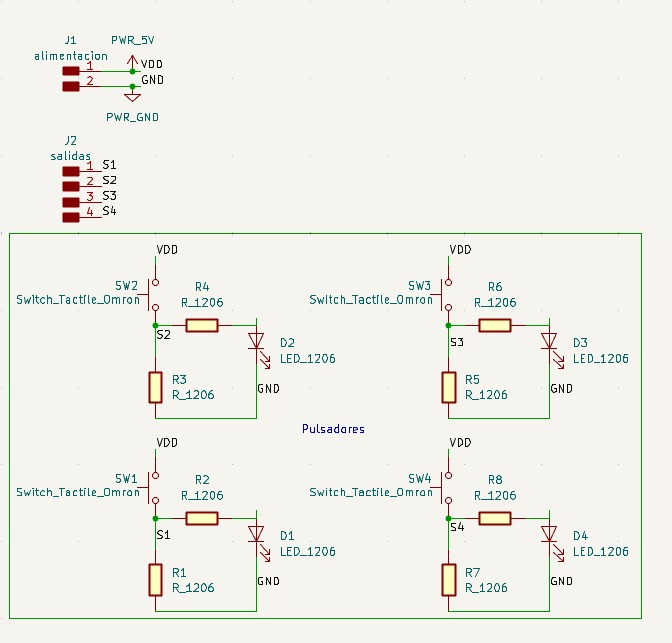 J1 PWR_5V
alimentacion
1 VDD
2 GND
PWR_GND
J2
salidas
1 S1
2 S2
3 S3
4 S4
VDD VDD
SW2 R4 SW3 R6
Switch_Tactile_Omron R_1206 Switch_Tactile_Omron R_1206
S2 D2 S3 D3
LED_1206 LED_1206
R3 GND R5 GND
R_1206 R_1206
Pulsadores
VDD VDD
SW1 R2 SW4 R8
Switch_Tactile_Omron R_1206 Switch_Tactile_Omron R_1206
S1 D1 S4 D4
LED_1206 LED_1206
R1 GND R7 GND
R_1206 R_1206